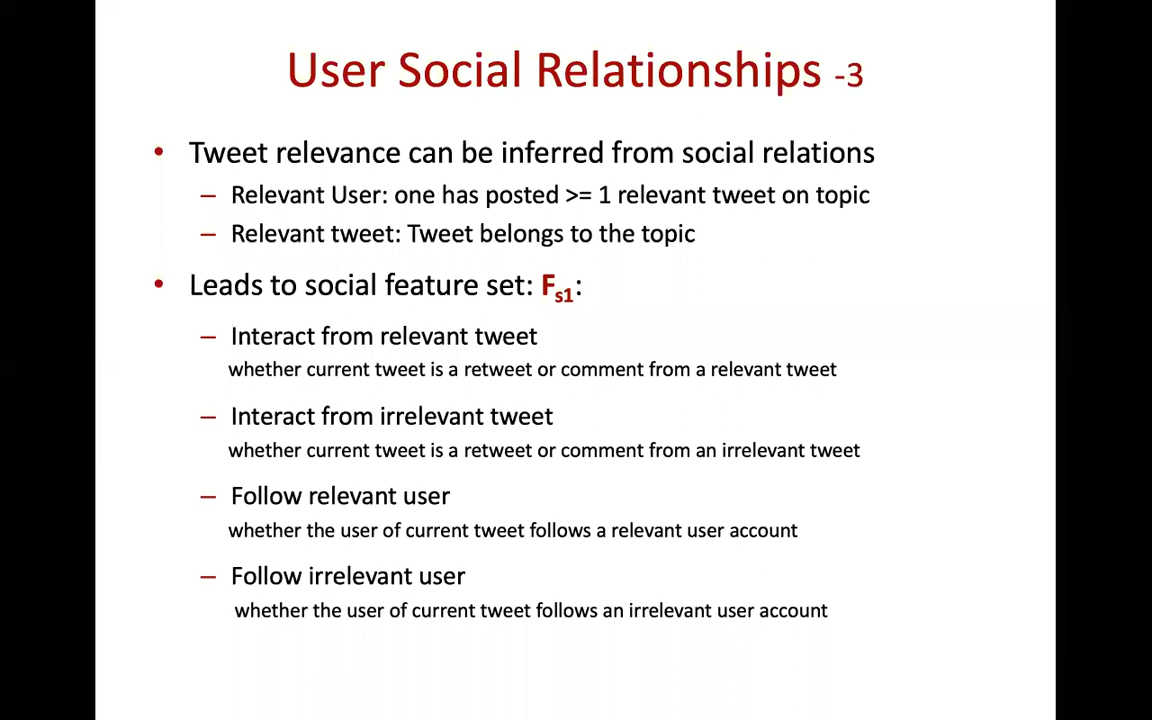 User Social Relationships -3
• Tweet relevance can be inferred from social relations
– Relevant User: one has posted >= 1 relevant tweet on topic
– Relevant tweet: Tweet belongs to the topic
• Leads to social feature set: Fs1:
– Interact from relevant tweet
whether current tweet is a retweet or comment from a relevant tweet
– Interact from irrelevant tweet
whether current tweet is a retweet or comment from an irrelevant tweet
– Follow relevant user
whether the user of current tweet follows a relevant user account
– Follow irrelevant user
whether the user of current tweet follows an irrelevant user account